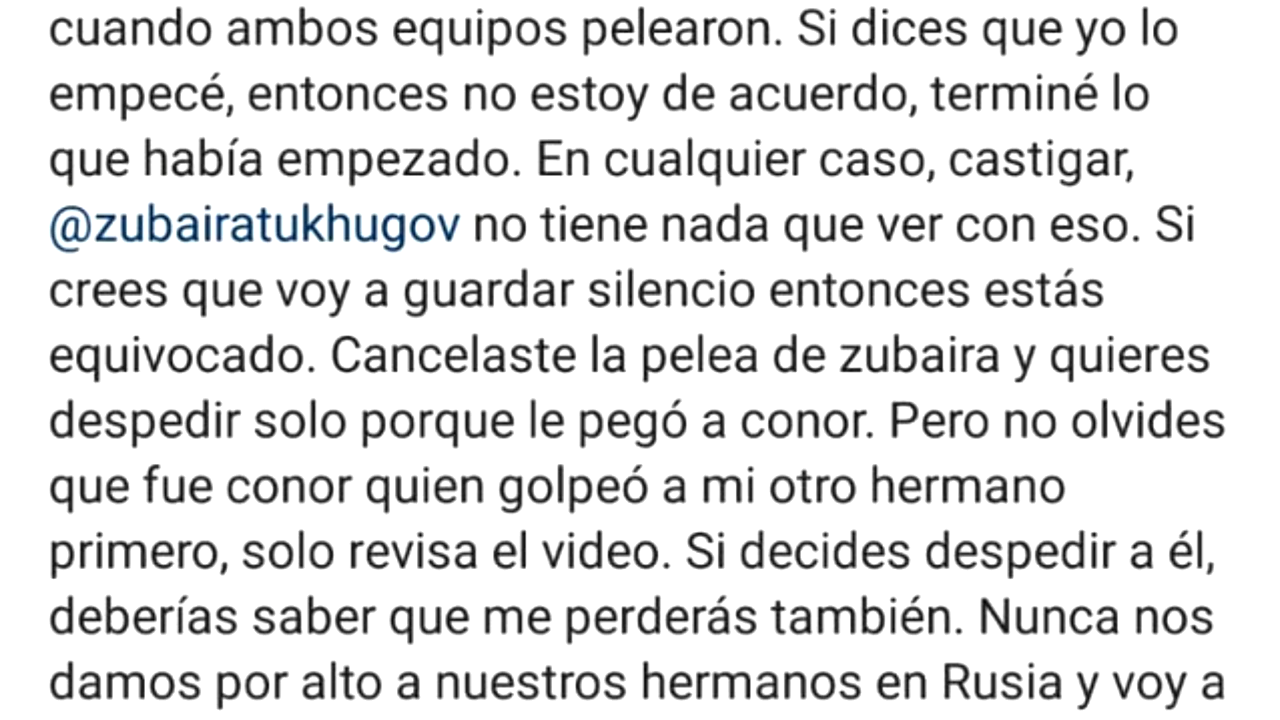 cuando ambos equipos pelearon. Si dices que yo lo
empecé, entonces no estoy de acuerdo, terminé lo
que había empezado. En cualquier caso, castigar,
@zubairatukhugov no tiene nada que ver con eso. Si
crees que voy a guardar silencio entonces estás
equivocado. Cancelaste la pelea de zubaira y quieres
despedir solo porque le pegó a conor. Pero no olvides
que fue conor quien golpeó a mi otro hermano
primero, solo revisa el video. Si decides despedir a él,
deberías saber que me perderás también. Nunca nos
damos por alto a nuestros hermanos en Rusia y voy a